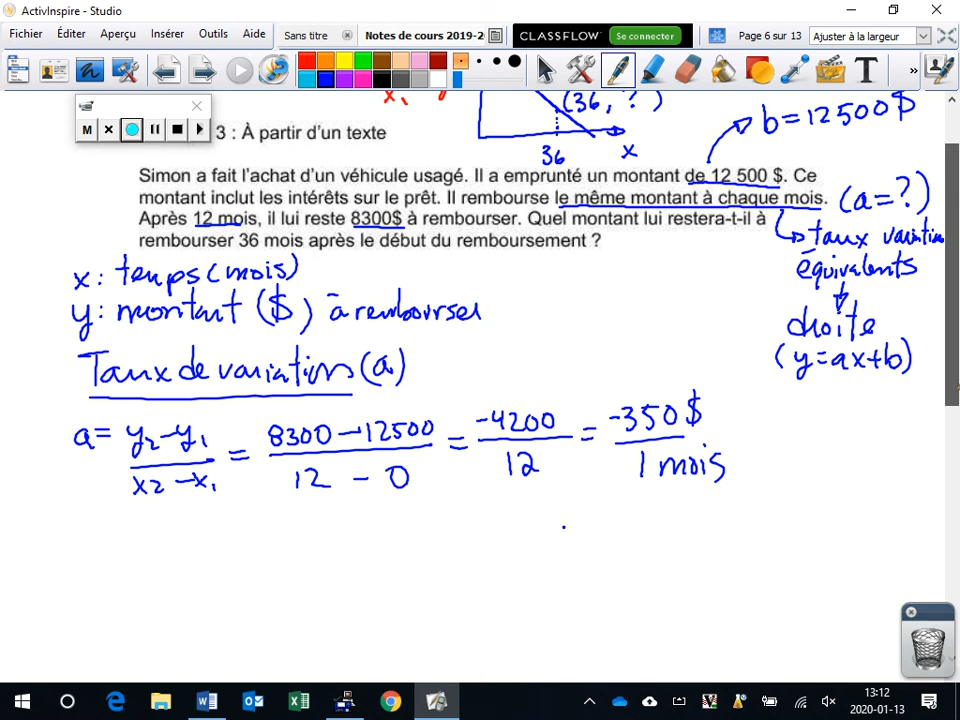 ActivInspire - Studio
Fichier Éditer Aperçu Insérer Outils Aide
Sans titre Notes de cours 2019-2 CLASSFLOW Se connecter Page 6 sur 13 Ajuster à la largeur
M
x₁
(36, ?)
36 x
b = 12500 $
3 : À partir d'un texte
Simon a fait l'achat d'un véhicule usagé. Il a emprunté un montant de 12 500 $. Ce
montant inclut les intérêts sur le prêt. Il rembourse le même montant à chaque mois.
Après 12 mois, il lui reste 8300$ à rembourser. Quel montant lui restera-t-il à
rembourser 36 mois après le début du remboursement ?
(a=?)
taux variation
équivalents
droite
(y=ax+b)
x : temps (mois)
y : montant ($) à rembourser
Taux de variation (a)
a = y₂-y₁ / x₂-x₁ = 8300-12500 / 12 - 0 = -4200 / 12 = -350 $ / 1 mois
13:12
2020-01-13